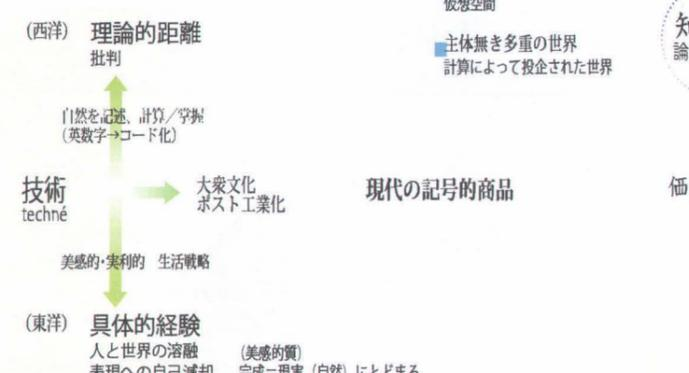 仮想空間
(西洋) 理論的距離
批判
主体無き多重の世界
計算によって投企された世界
知
論
自然を記述、計算/掌握
(英数字→コード化)
技術
techné
大衆文化
ポスト工業化
現代の記号的商品
価
美感的・実利的 生活戦略
(東洋) 具体的経験
人と世界の溶融 (美感的質)
表現への自己滅却 完成=現実(自然)にとどまる